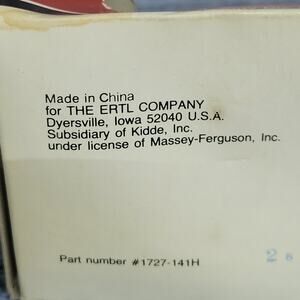 Made in China
for THE ERTL COMPANY
Dyersville, Iowa 52040 U.S.A.
Subsidiary of Kidde, Inc.
under license of Massey-Ferguson, Inc.
Part number #1727-141H
28